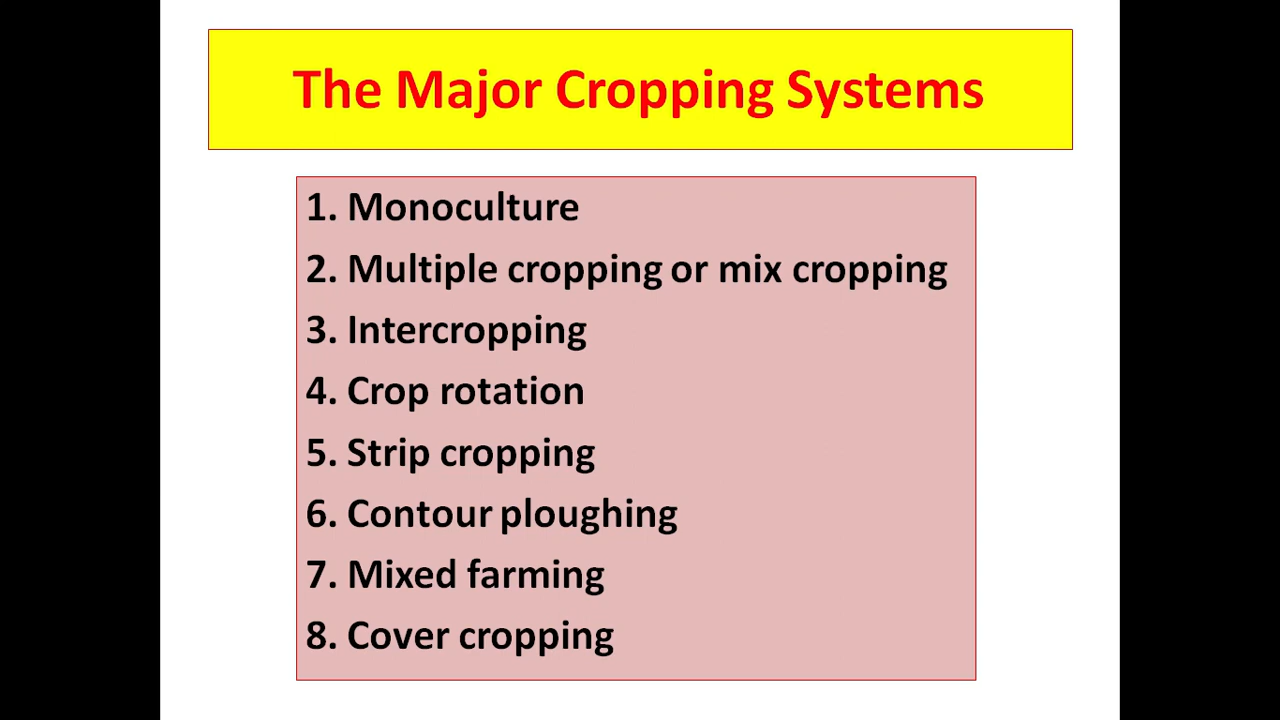 The Major Cropping Systems
1. Monoculture
2. Multiple cropping or mix cropping
3. Intercropping
4. Crop rotation
5. Strip cropping
6. Contour ploughing
7. Mixed farming
8. Cover cropping